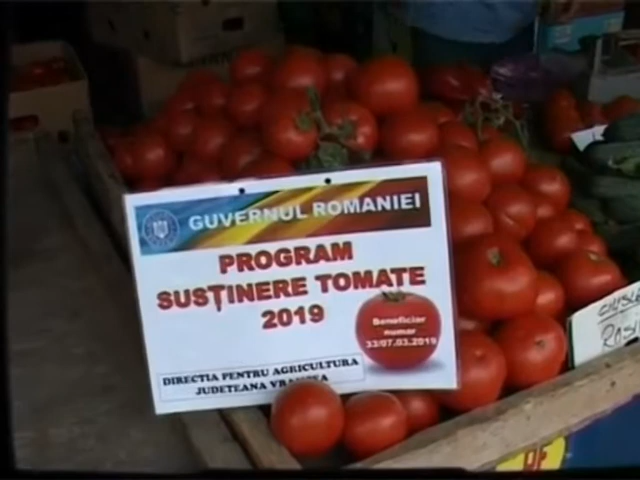 GUVERNUL ROMANIEI
PROGRAM
SUSȚINERE TOMATE
2019
Beneficiar
numar
33/07.03.2019
DIRECTIA PENTRU AGRICULTURA
JUDETEANA VRANCEA